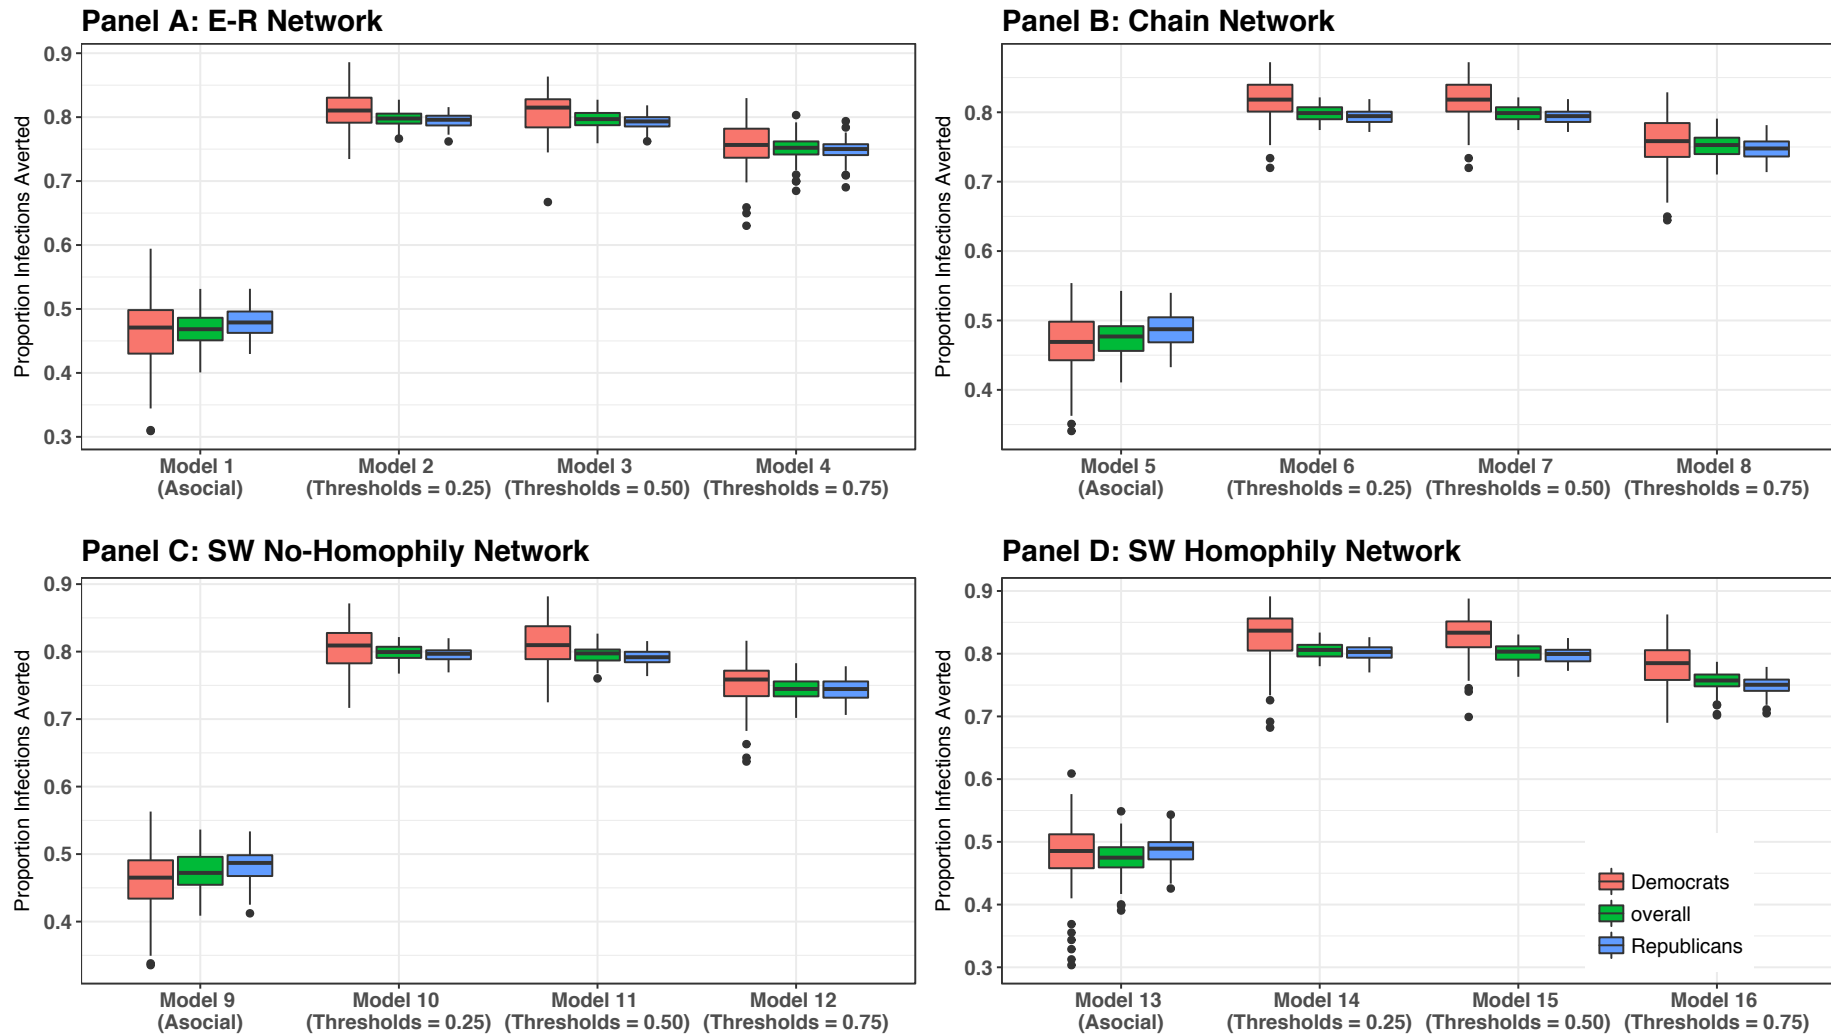 Panel A: E-R Network
Proportion Infections Averted
0.9
0.8
0.7
0.6
0.5
0.4
0.3
Model 1 Model 2 Model 3 Model 4
(Asocial) (Thresholds = 0.25) (Thresholds = 0.50) (Thresholds = 0.75)
Panel B: Chain Network
Proportion Infections Averted
0.8
0.7
0.6
0.5
0.4
Model 5 Model 6 Model 7 Model 8
(Asocial) (Thresholds = 0.25) (Thresholds = 0.50) (Thresholds = 0.75)
Panel C: SW No-Homophily Network
Proportion Infections Averted
0.9
0.8
0.7
0.6
0.5
0.4
Model 9 Model 10 Model 11 Model 12
(Asocial) (Thresholds = 0.25) (Thresholds = 0.50) (Thresholds = 0.75)
Panel D: SW Homophily Network
Proportion Infections Averted
0.9
0.8
0.7
0.6
0.5
0.4
0.3
Democrats
overall
Republicans
Model 13 Model 14 Model 15 Model 16
(Asocial) (Thresholds = 0.25) (Thresholds = 0.50) (Thresholds = 0.75)